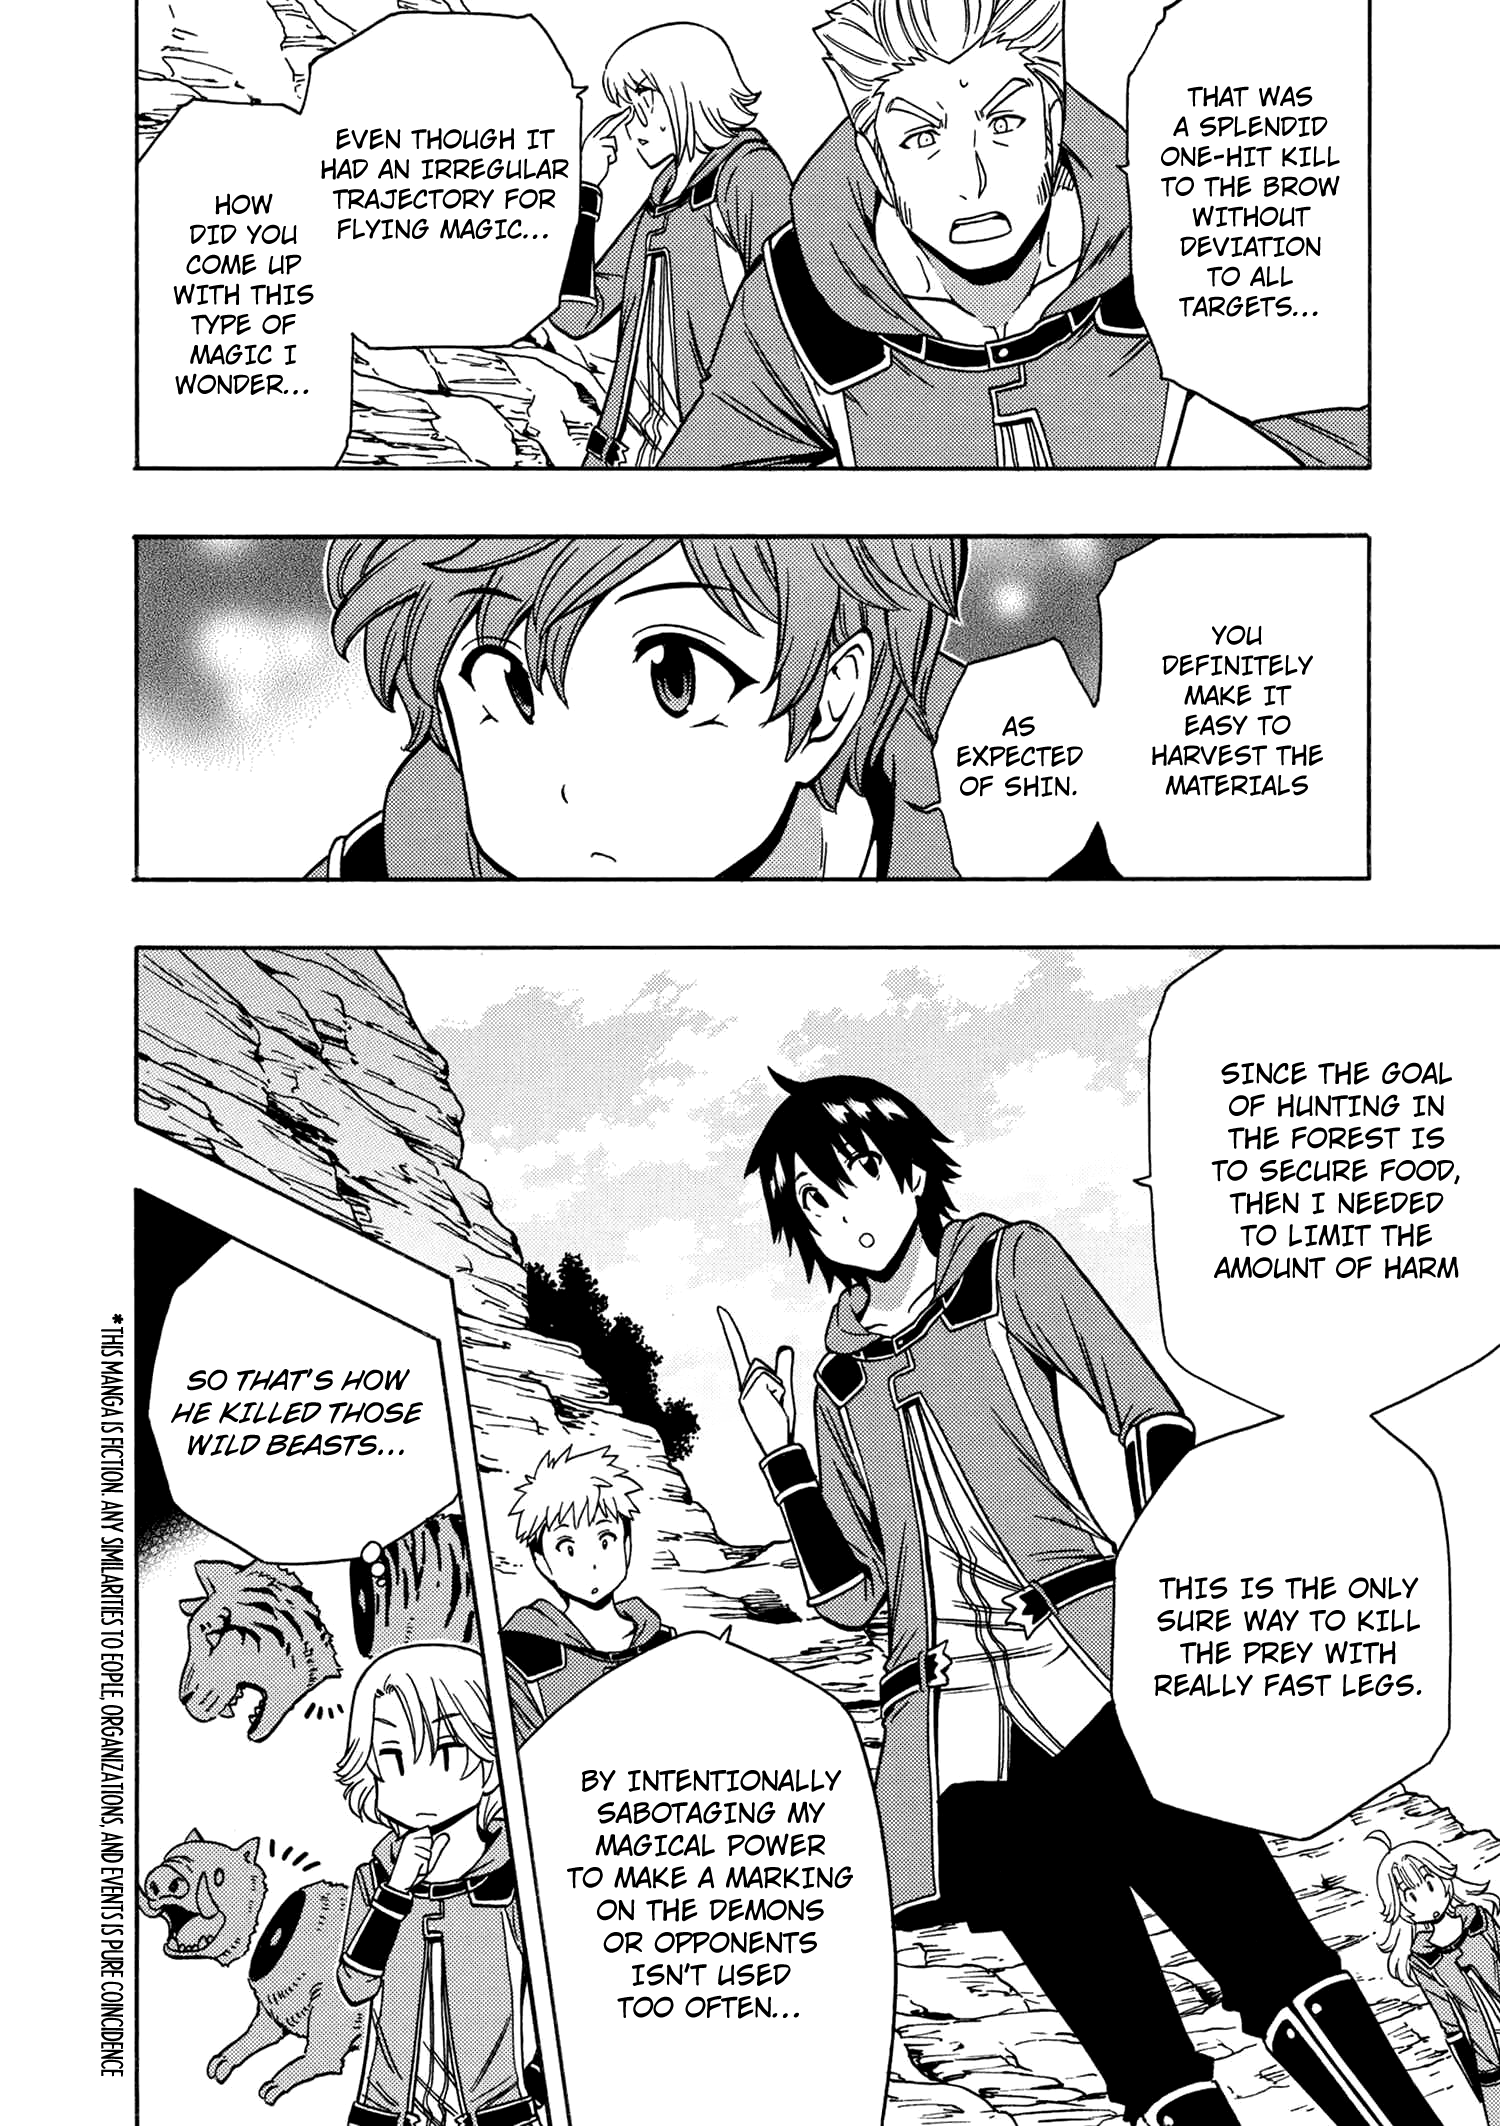 THAT WAS
A SPLENDID
ONE-HIT KILL
TO THE BROW
WITHOUT
DEVIATION
TO ALL
TARGETS...
EVEN THOUGH IT
HAD AN IRREGULAR
TRAJECTORY FOR
FLYING MAGIC...
HOW
DID YOU
COME UP
WITH THIS
TYPE OF
MAGIC I
WONDER...
YOU
DEFINITELY
MAKE IT
EASY TO
HARVEST THE
MATERIALS
AS
EXPECTED
OF SHIN.
SINCE THE GOAL
OF HUNTING IN
THE FOREST IS
TO SECURE FOOD,
THEN I NEEDED
TO LIMIT THE
AMOUNT OF HARM
THIS IS THE ONLY
SURE WAY TO KILL
THE PREY WITH
REALLY FAST LEGS.
BY INTENTIONALLY
SABOTAGING MY
MAGICAL POWER
TO MAKE A MARKING
ON THE DEMONS
OR OPPONENTS
ISN'T USED
TOO OFTEN...
SO THAT'S HOW
HE KILLED THOSE
WILD BEASTS...
*THIS MANGA IS FICTION ANY SIMILARITIES TO EOPLE, ORGANIZATIONS, AND EVENTS IS PURE COINCIDENCE